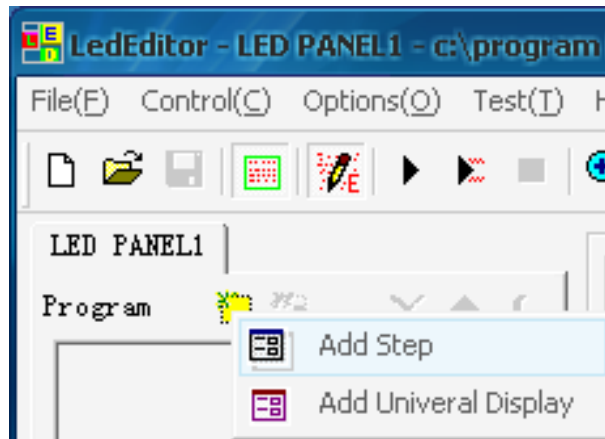 LedEditor - LED PANEL1 - c:\program
File(F) Control(C) Options(O) Test(T) H
E
LED PANEL1
Program
Add Step
Add Univeral Display